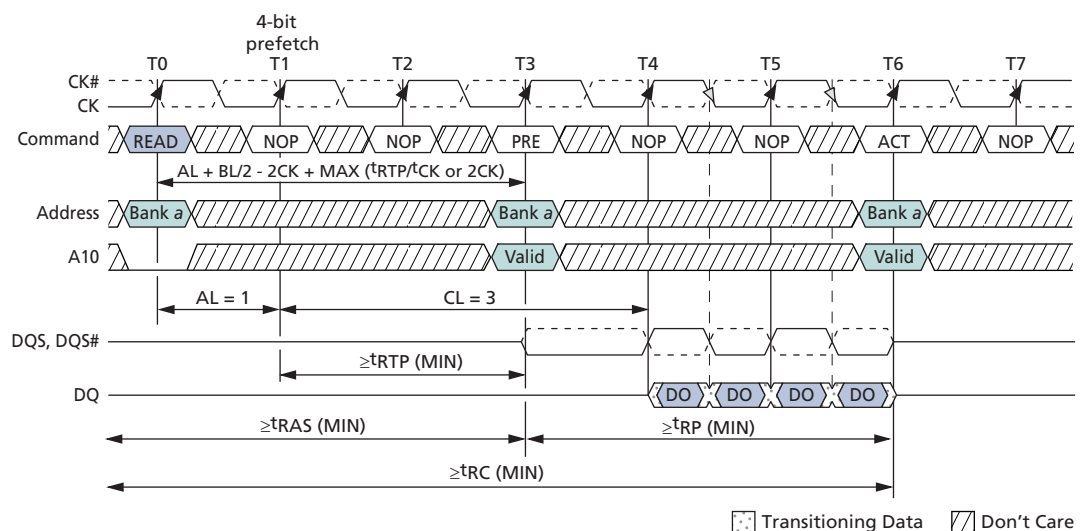 4-bit
prefetch
T0 T1 T2 T3 T4 T5 T6 T7
CK#
CK
Command READ NOP NOP PRE NOP NOP ACT NOP
AL + BL/2 - 2CK + MAX (tRTP/tCK or 2CK)
Address Bank a Bank a Bank a
A10 Valid Valid
AL = 1 CL = 3
DQS, DQS#
≥tRTP (MIN)
DQ DO DO DO DO
≥tRAS (MIN) ≥tRP (MIN)
≥tRC (MIN)
Transitioning Data Don't Care